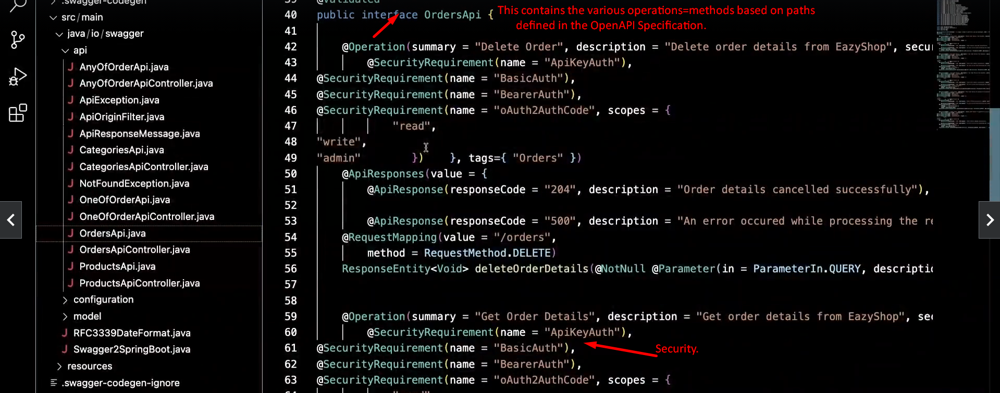 .swagger-codegen
src/main
java/io/swagger
api
AnyOfOrderApi.java
AnyOfOrderApiController.java
ApiException.java
ApiOriginFilter.java
ApiResponseMessage.java
CategoriesApi.java
CategoriesApiController.java
NotFoundException.java
OneOfOrderApi.java
OneOfOrderApiController.java
OrdersApi.java
OrdersApiController.java
ProductsApi.java
ProductsApiController.java
configuration
model
RFC3339DateFormat.java
Swagger2SpringBoot.java
resources
.swagger-codegen-ignore
39 @Validated
40 public interface OrdersApi {
This contains the various operations=methods based on paths
defined in the OpenAPI Specification.
41
42 @Operation(summary = "Delete Order", description = "Delete order details from EazyShop", secur
43 @SecurityRequirement(name = "ApiKeyAuth"),
44 @SecurityRequirement(name = "BasicAuth"),
45 @SecurityRequirement(name = "BearerAuth"),
46 @SecurityRequirement(name = "oAuth2AuthCode", scopes = {
47 "read",
48 "write",
49 "admin" }) }, tags={ "Orders" })
50 @ApiResponses(value = {
51 @ApiResponse(responseCode = "204", description = "Order details cancelled successfully"),
52
53 @ApiResponse(responseCode = "500", description = "An error occured while processing the re
54 @RequestMapping(value = "/orders",
55 method = RequestMethod.DELETE)
56 ResponseEntity<Void> deleteOrderDetails(@NotNull @Parameter(in = ParameterIn.QUERY, descriptio
57
58
59 @Operation(summary = "Get Order Details", description = "Get order details from EazyShop", sec
60 @SecurityRequirement(name = "ApiKeyAuth"),
61 @SecurityRequirement(name = "BasicAuth"),
Security.
62 @SecurityRequirement(name = "BearerAuth"),
63 @SecurityRequirement(name = "oAuth2AuthCode", scopes = {